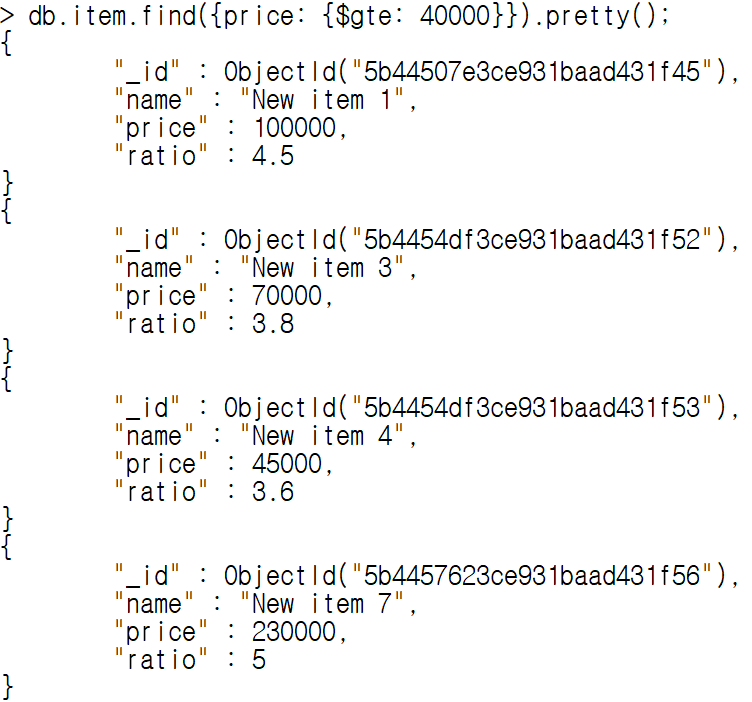 > db.item.find({price: {$gte: 40000}}).pretty();
{
"_id" : ObjectId("5b44507e3ce931baad431f45"),
"name" : "New item 1",
"price" : 100000,
"ratio" : 4.5
}
{
"_id" : ObjectId("5b4454df3ce931baad431f52"),
"name" : "New item 3",
"price" : 70000,
"ratio" : 3.8
}
{
"_id" : ObjectId("5b4454df3ce931baad431f53"),
"name" : "New item 4",
"price" : 45000,
"ratio" : 3.6
}
{
"_id" : ObjectId("5b4457623ce931baad431f56"),
"name" : "New item 7",
"price" : 230000,
"ratio" : 5
}